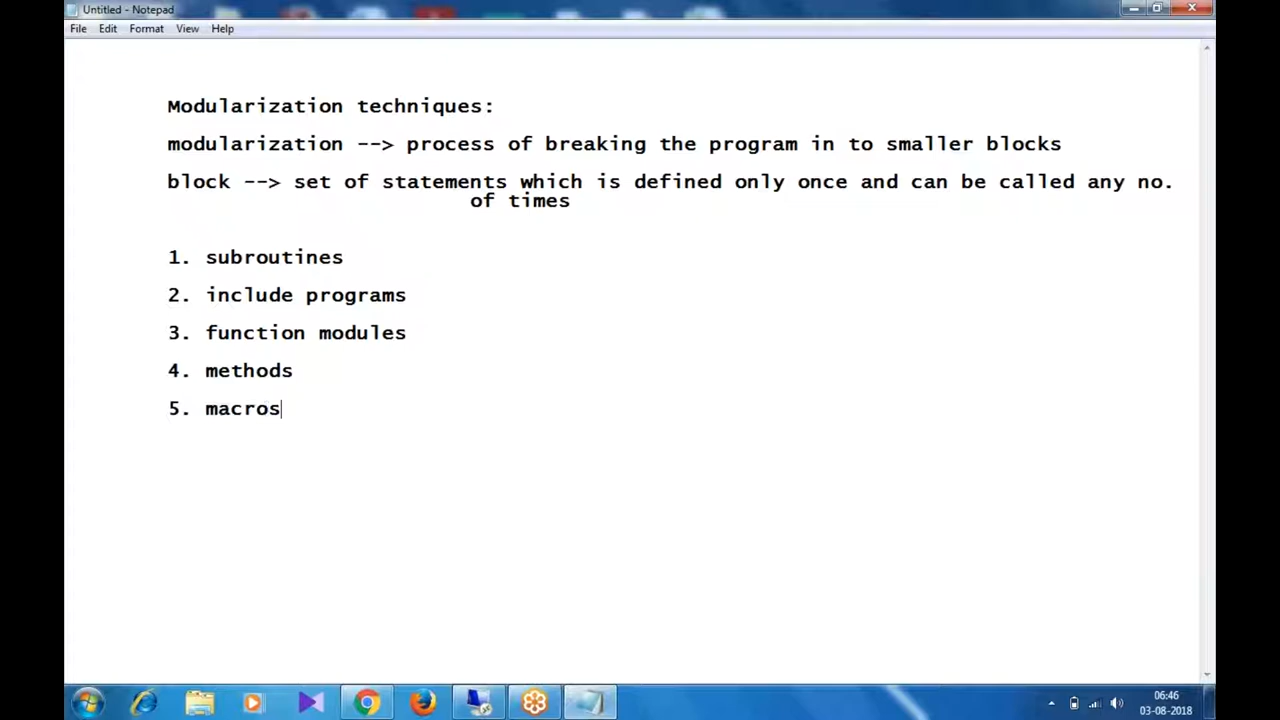 Untitled - Notepad
File Edit Format View Help
Modularization techniques:
modularization --> process of breaking the program in to smaller blocks
block --> set of statements which is defined only once and can be called any no.
of times
1. subroutines
2. include programs
3. function modules
4. methods
5. macros
06:46
03-08-2018